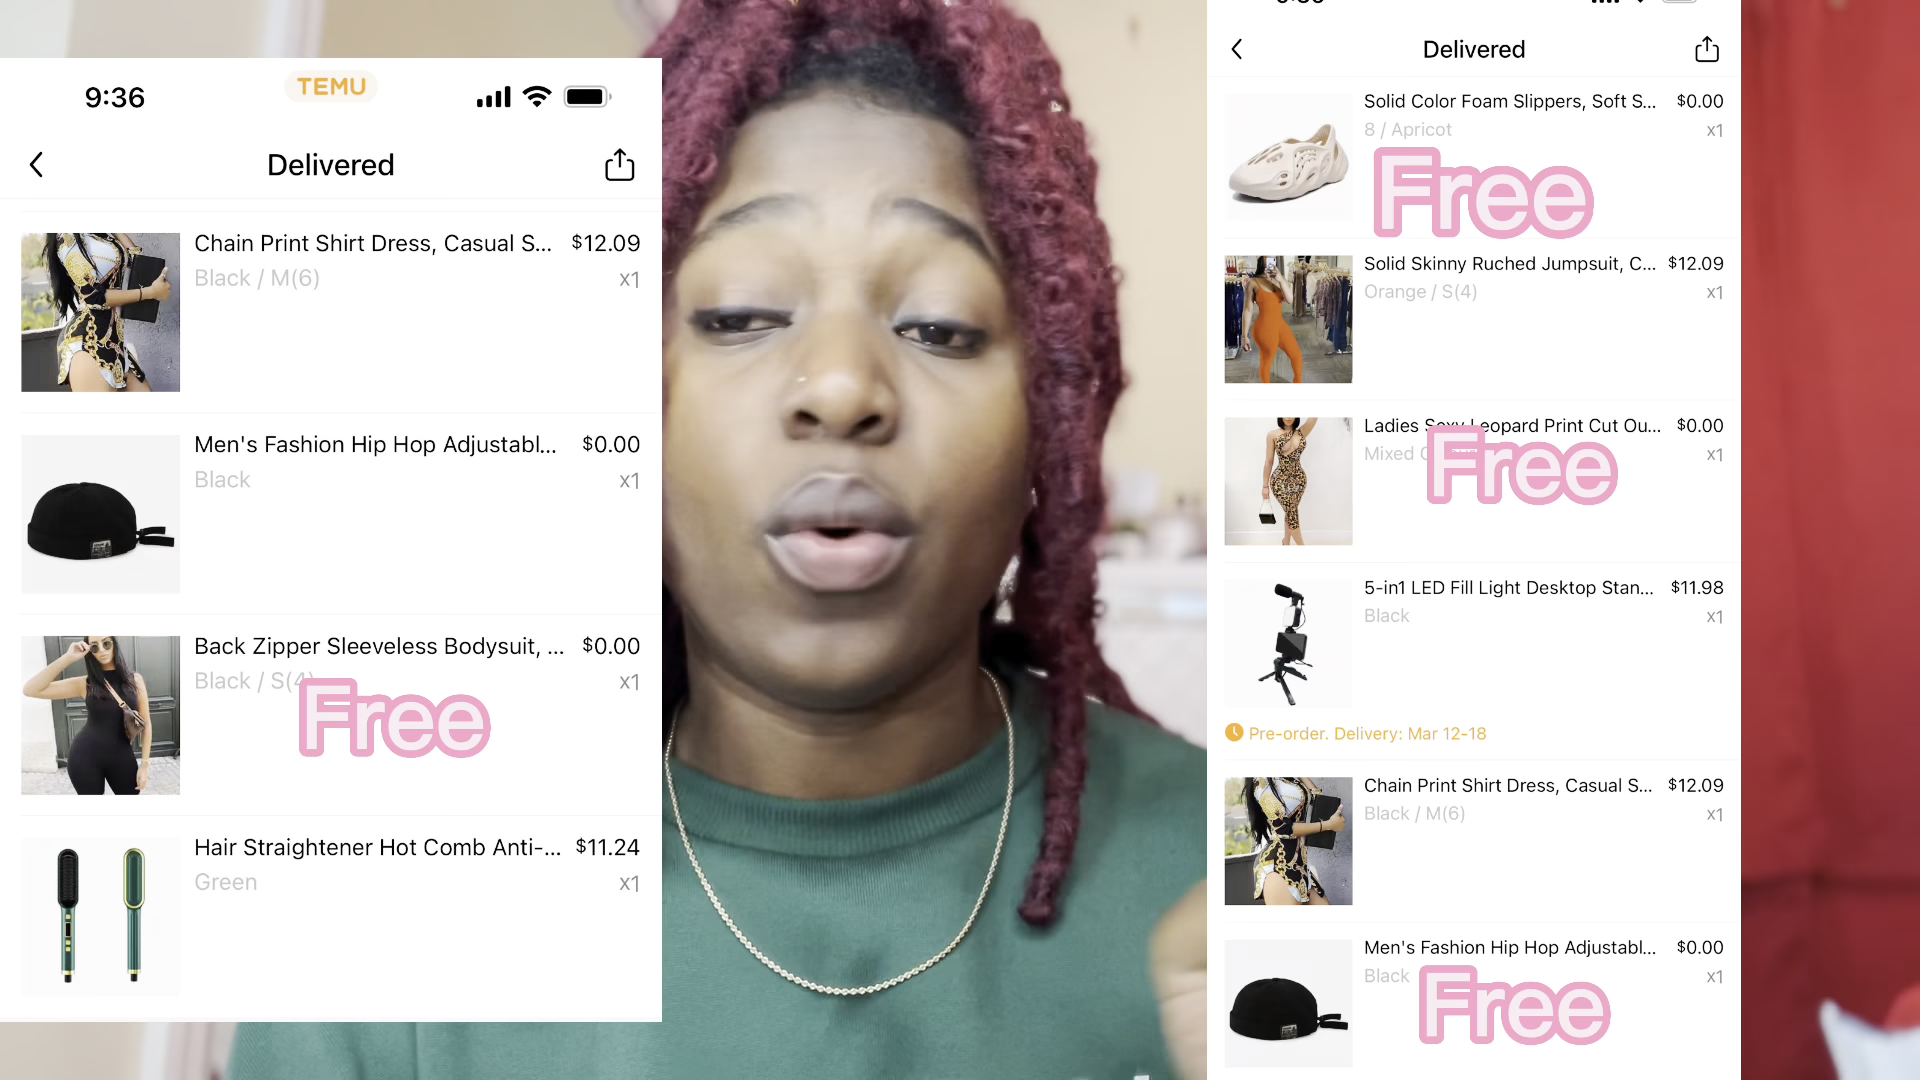 9:36
TEMU
Delivered
Chain Print Shirt Dress, Casual S... $12.09
Black / M(6) x1
Men's Fashion Hip Hop Adjustabl... $0.00
Black x1
Back Zipper Sleeveless Bodysuit, ... $0.00
Black / S(4) x1
Free
Hair Straightener Hot Comb Anti-... $11.24
Green x1
Delivered
Solid Color Foam Slippers, Soft S... $0.00
8 / Apricot x1
Free
Solid Skinny Ruched Jumpsuit, C... $12.09
Orange / S(4) x1
Ladies Sexy Leopard Print Cut Ou... $0.00
Mixed x1
Free
5-in1 LED Fill Light Desktop Stan... $11.98
Black x1
Pre-order. Delivery: Mar 12-18
Chain Print Shirt Dress, Casual S... $12.09
Black / M(6) x1
Men's Fashion Hip Hop Adjustabl... $0.00
Black x1
Free